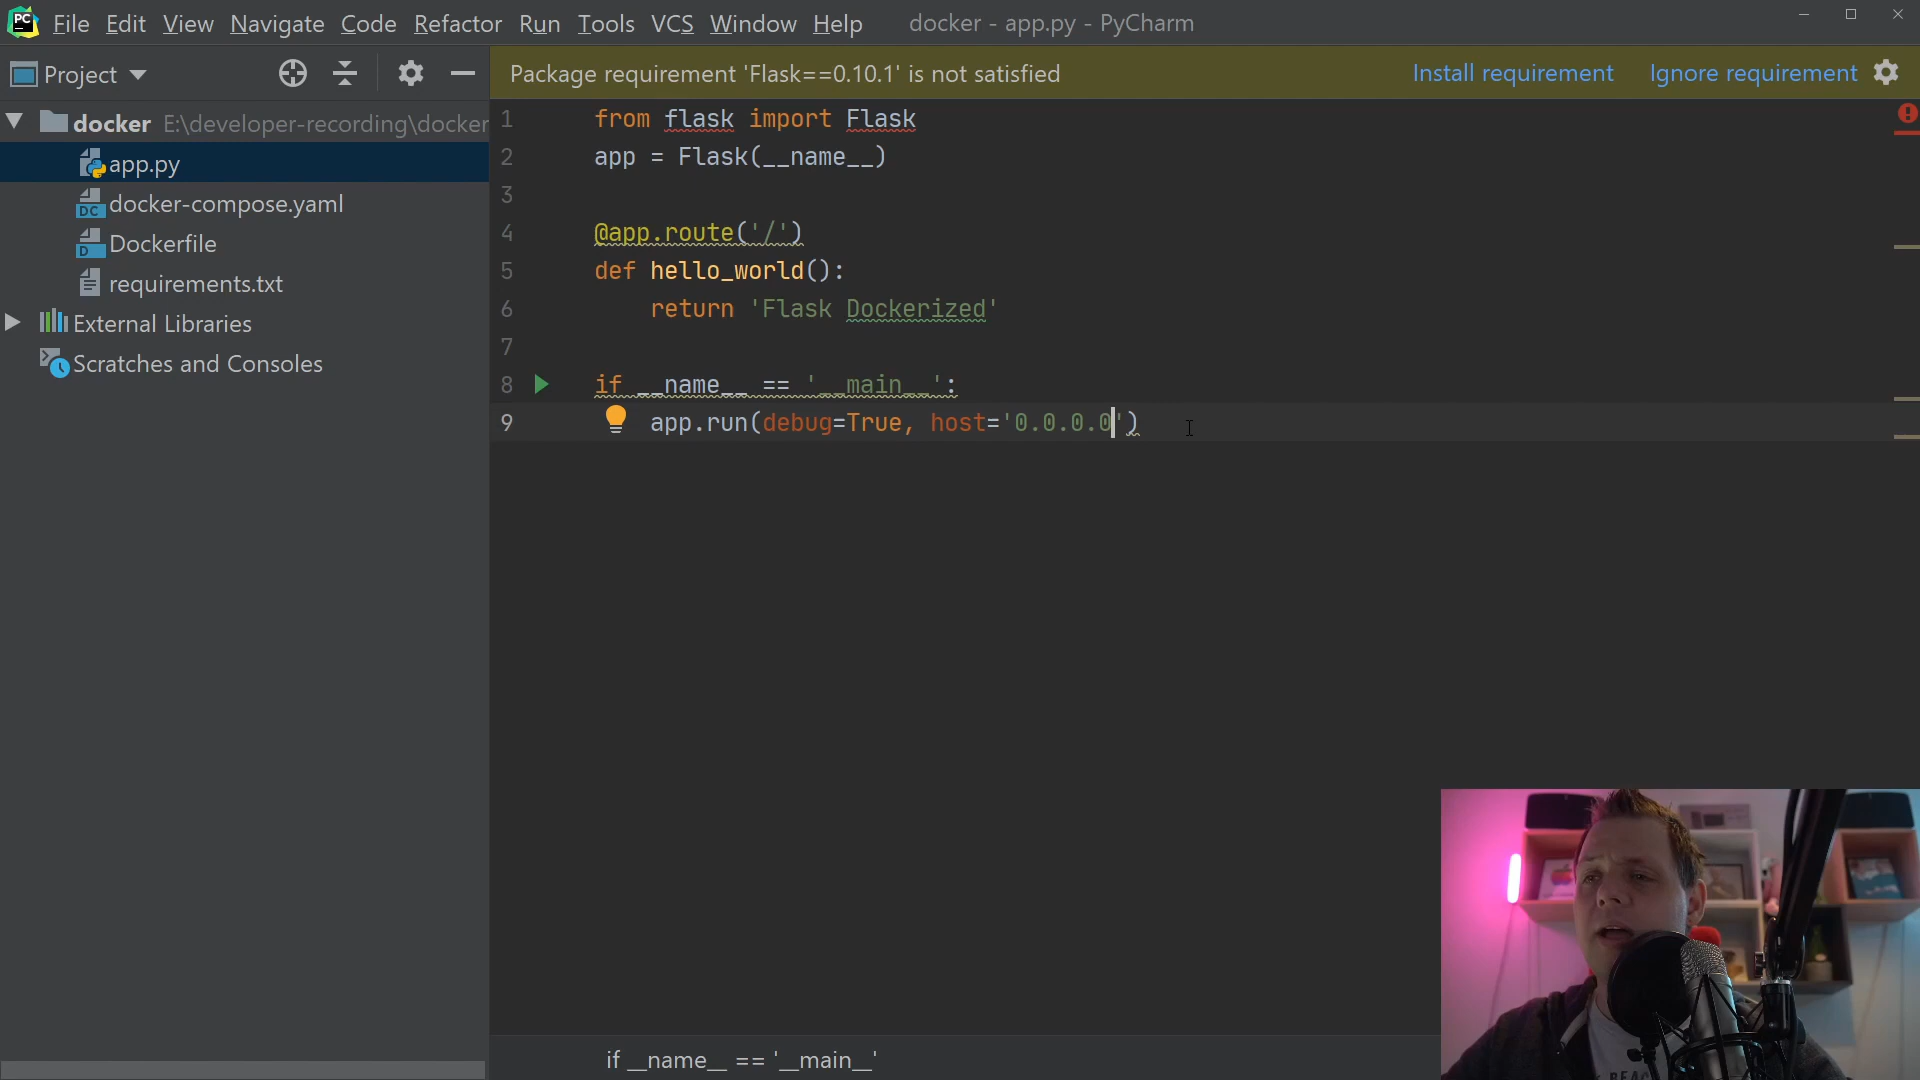 PC File Edit View Navigate Code Refactor Run Tools VCS Window Help docker - app.py - PyCharm
Project
Package requirement 'Flask==0.10.1' is not satisfied Install requirement Ignore requirement
docker E:\developer-recording\docker
app.py
DC docker-compose.yaml
D Dockerfile
requirements.txt
External Libraries
Scratches and Consoles
1 from flask import Flask
2 app = Flask(__name__)
3
4 @app.route('/')
5 def hello_world():
6 return 'Flask Dockerized'
7
8 if __name__ == '__main__':
9 app.run(debug=True, host='0.0.0.0')
if __name__ == '__main__'